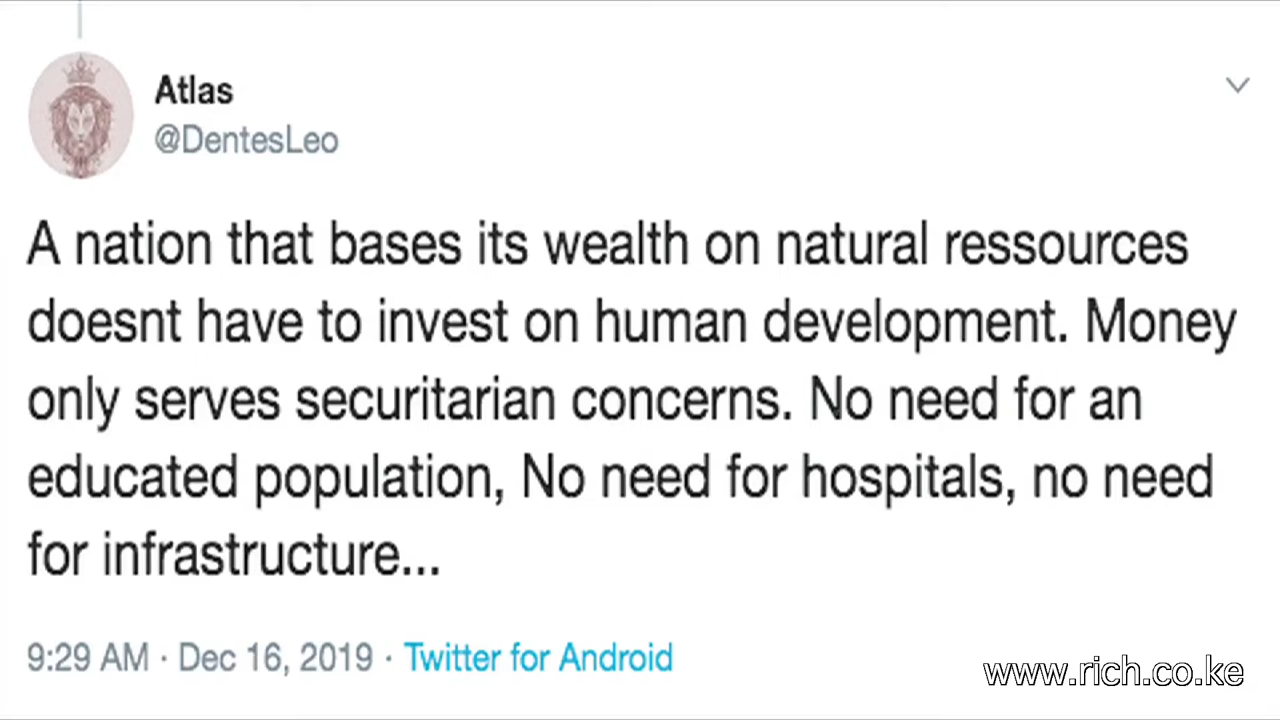 Atlas
@DentesLeo
A nation that bases its wealth on natural ressources
doesnt have to invest on human development. Money
only serves securitarian concerns. No need for an
educated population, No need for hospitals, no need
for infrastructure...
9:29 AM · Dec 16, 2019 · Twitter for Android
www.rich.co.ke